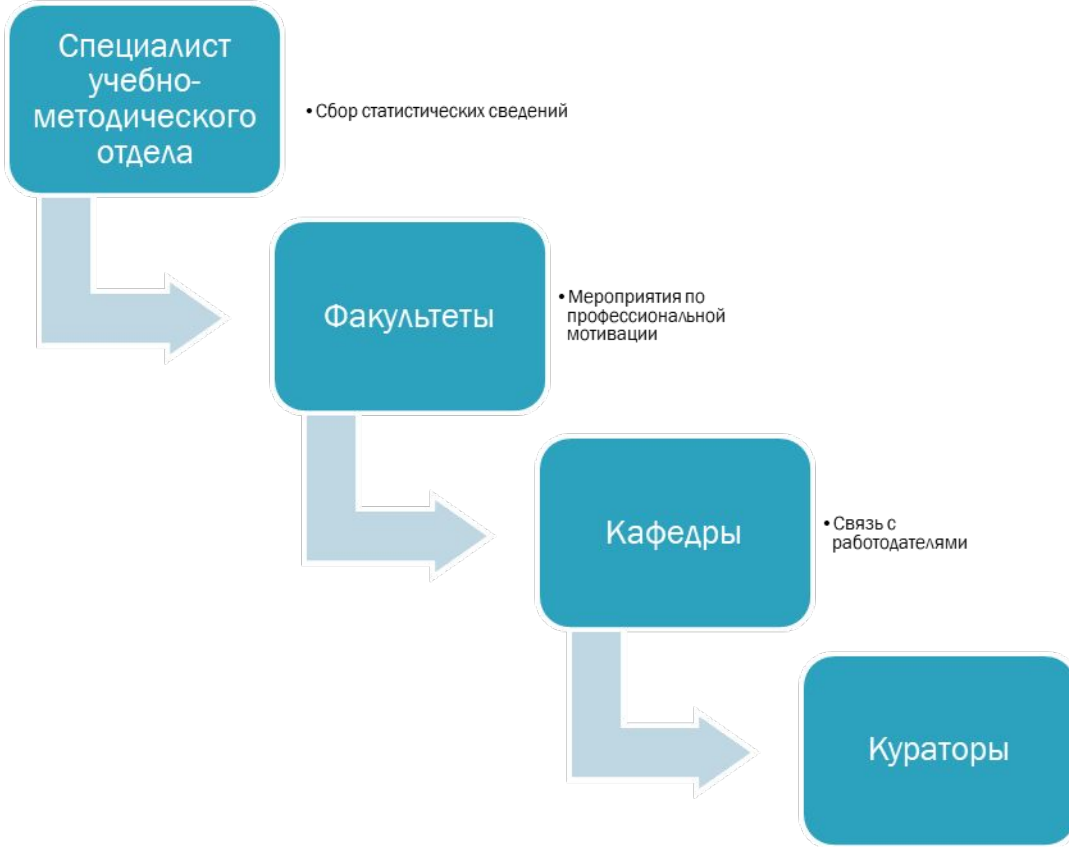 Специалист
учебно-
методического
отдела
• Сбор статистических сведений
Факультеты
• Мероприятия по
профессиональной
мотивации
Кафедры
• Связь с
работодателями
Кураторы